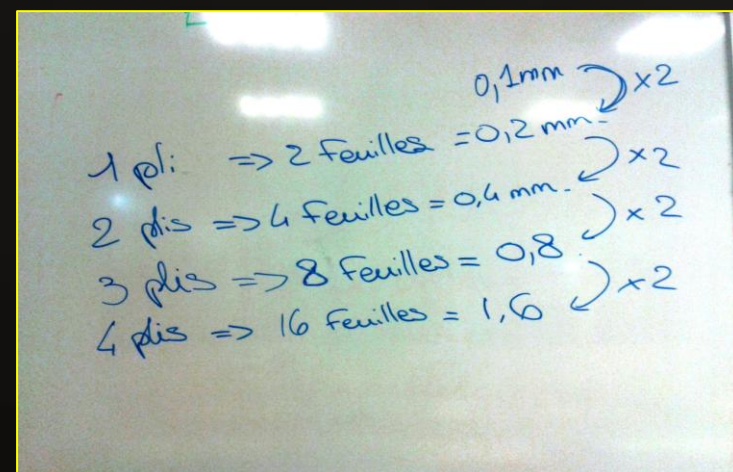 0,1mm ×2
1 pli => 2 Feuilles = 0,2 mm. ×2
2 plis => 4 Feuilles = 0,4 mm. ×2
3 plis => 8 Feuilles = 0,8. ×2
4 plis => 16 Feuilles = 1,6